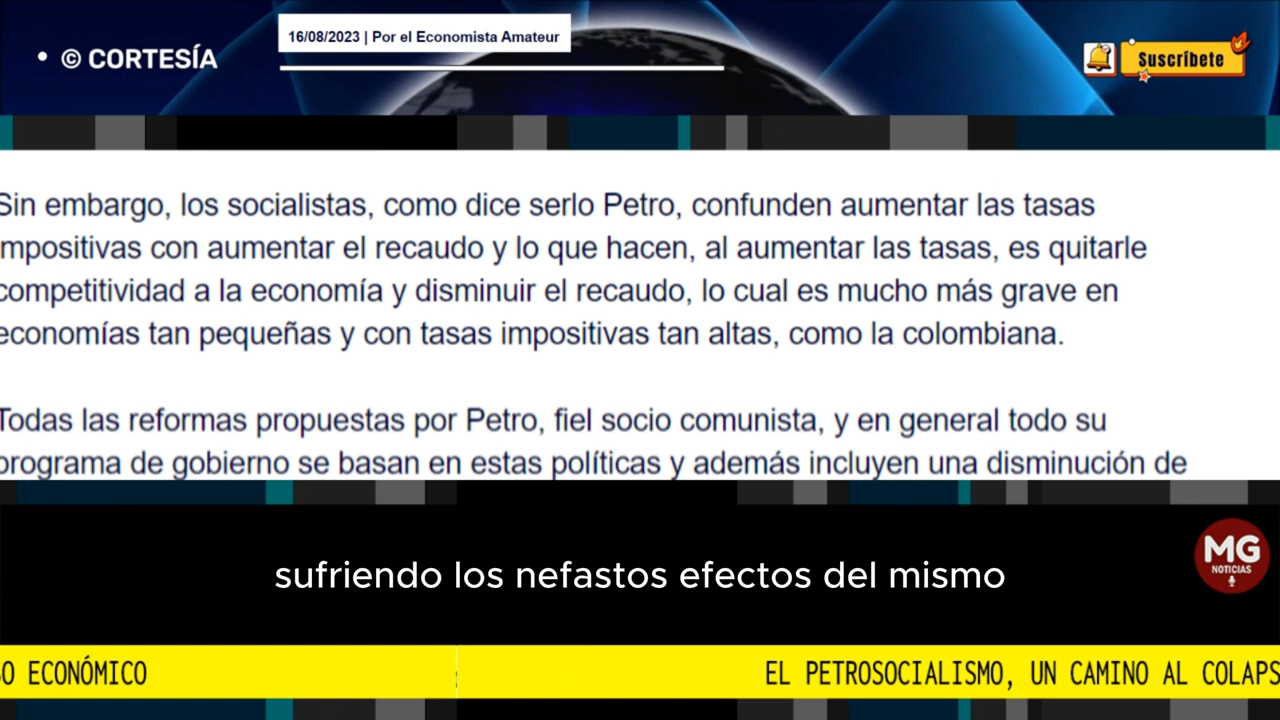 16/08/2023 | Por el Economista Amateur
• © CORTESÍA
Suscríbete
Sin embargo, los socialistas, como dice serlo Petro, confunden aumentar las tasas
impositivas con aumentar el recaudo y lo que hacen, al aumentar las tasas, es quitarle
competitividad a la economía y disminuir el recaudo, lo cual es mucho más grave en
economías tan pequeñas y con tasas impositivas tan altas, como la colombiana.
Todas las reformas propuestas por Petro, fiel socio comunista, y en general todo su
programa de gobierno se basan en estas políticas y además incluyen una disminución de
MG
NOTICIAS
sufriendo los nefastos efectos del mismo
O ECONÓMICO
EL PETROSOCIALISMO, UN CAMINO AL COLAPS